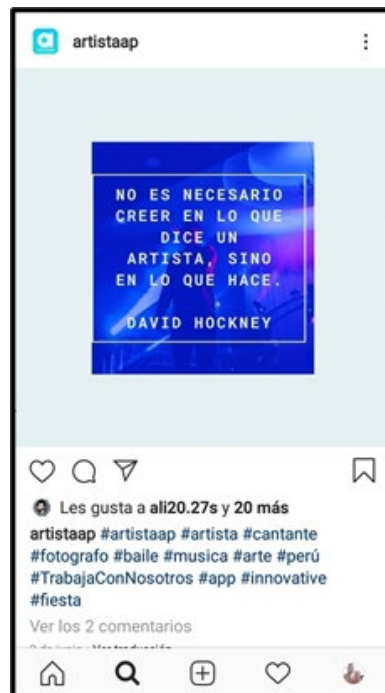 artistaap
NO ES NECESARIO
CREER EN LO QUE
DICE UN
ARTISTA, SINO
EN LO QUE HACE.
DAVID HOCKNEY
Les gusta a ali20.27s y 20 más
artistaap #artistaap #artista #cantante
#fotografo #baile #musica #arte #perú
#TrabajaConNosotros #app #innovative
#fiesta
Ver los 2 comentarios